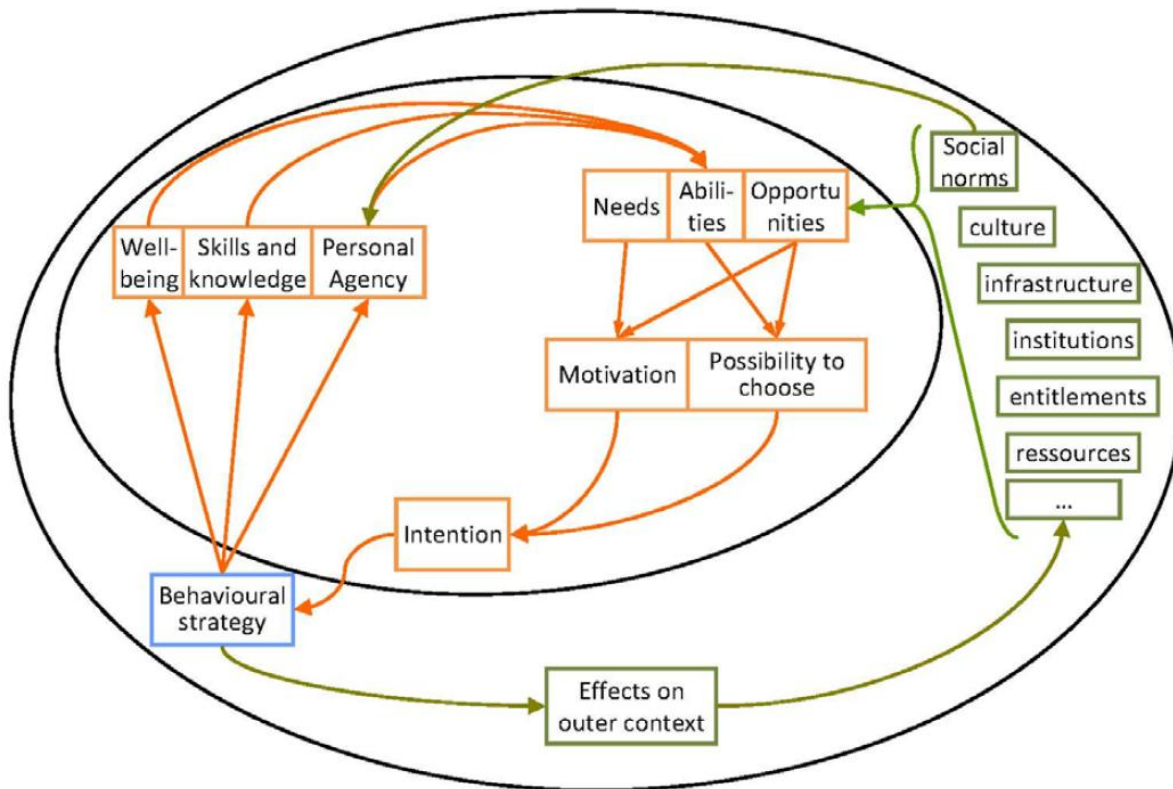 Social
norms
Needs
Abili-
ties
Opportu
nities
culture
Well-
being
Skills and
knowledge
Personal
Agency
infrastructure
institutions
Motivation
Possibility to
choose
entitlements
ressources
...
Intention
Behavioural
strategy
Effects on
outer context